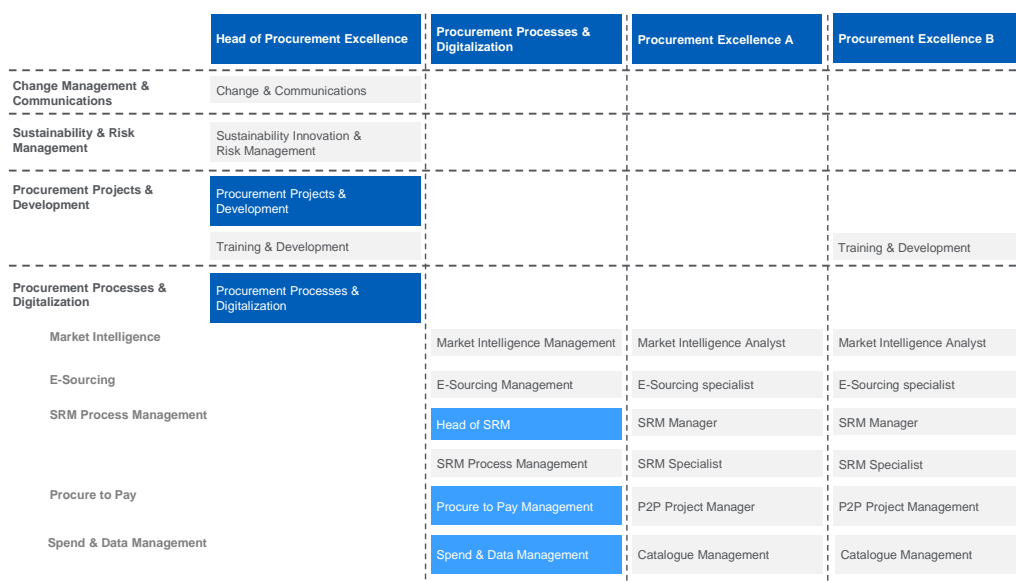 Head of Procurement Excellence
Procurement Processes &
Digitalization
Procurement Excellence A
Procurement Excellence B
Change Management &
Communications
Change & Communications
Sustainability & Risk
Management
Sustainability Innovation &
Risk Management
Procurement Projects &
Development
Procurement Projects &
Development
Training & Development
Training & Development
Procurement Processes &
Digitalization
Procurement Processes &
Digitalization
Market Intelligence
Market Intelligence Management
Market Intelligence Analyst
Market Intelligence Analyst
E-Sourcing
E-Sourcing Management
E-Sourcing specialist
E-Sourcing specialist
SRM Process Management
Head of SRM
SRM Manager
SRM Manager
SRM Process Management
SRM Specialist
SRM Specialist
Procure to Pay
Procure to Pay Management
P2P Project Manager
P2P Project Management
Spend & Data Management
Spend & Data Management
Catalogue Management
Catalogue Management